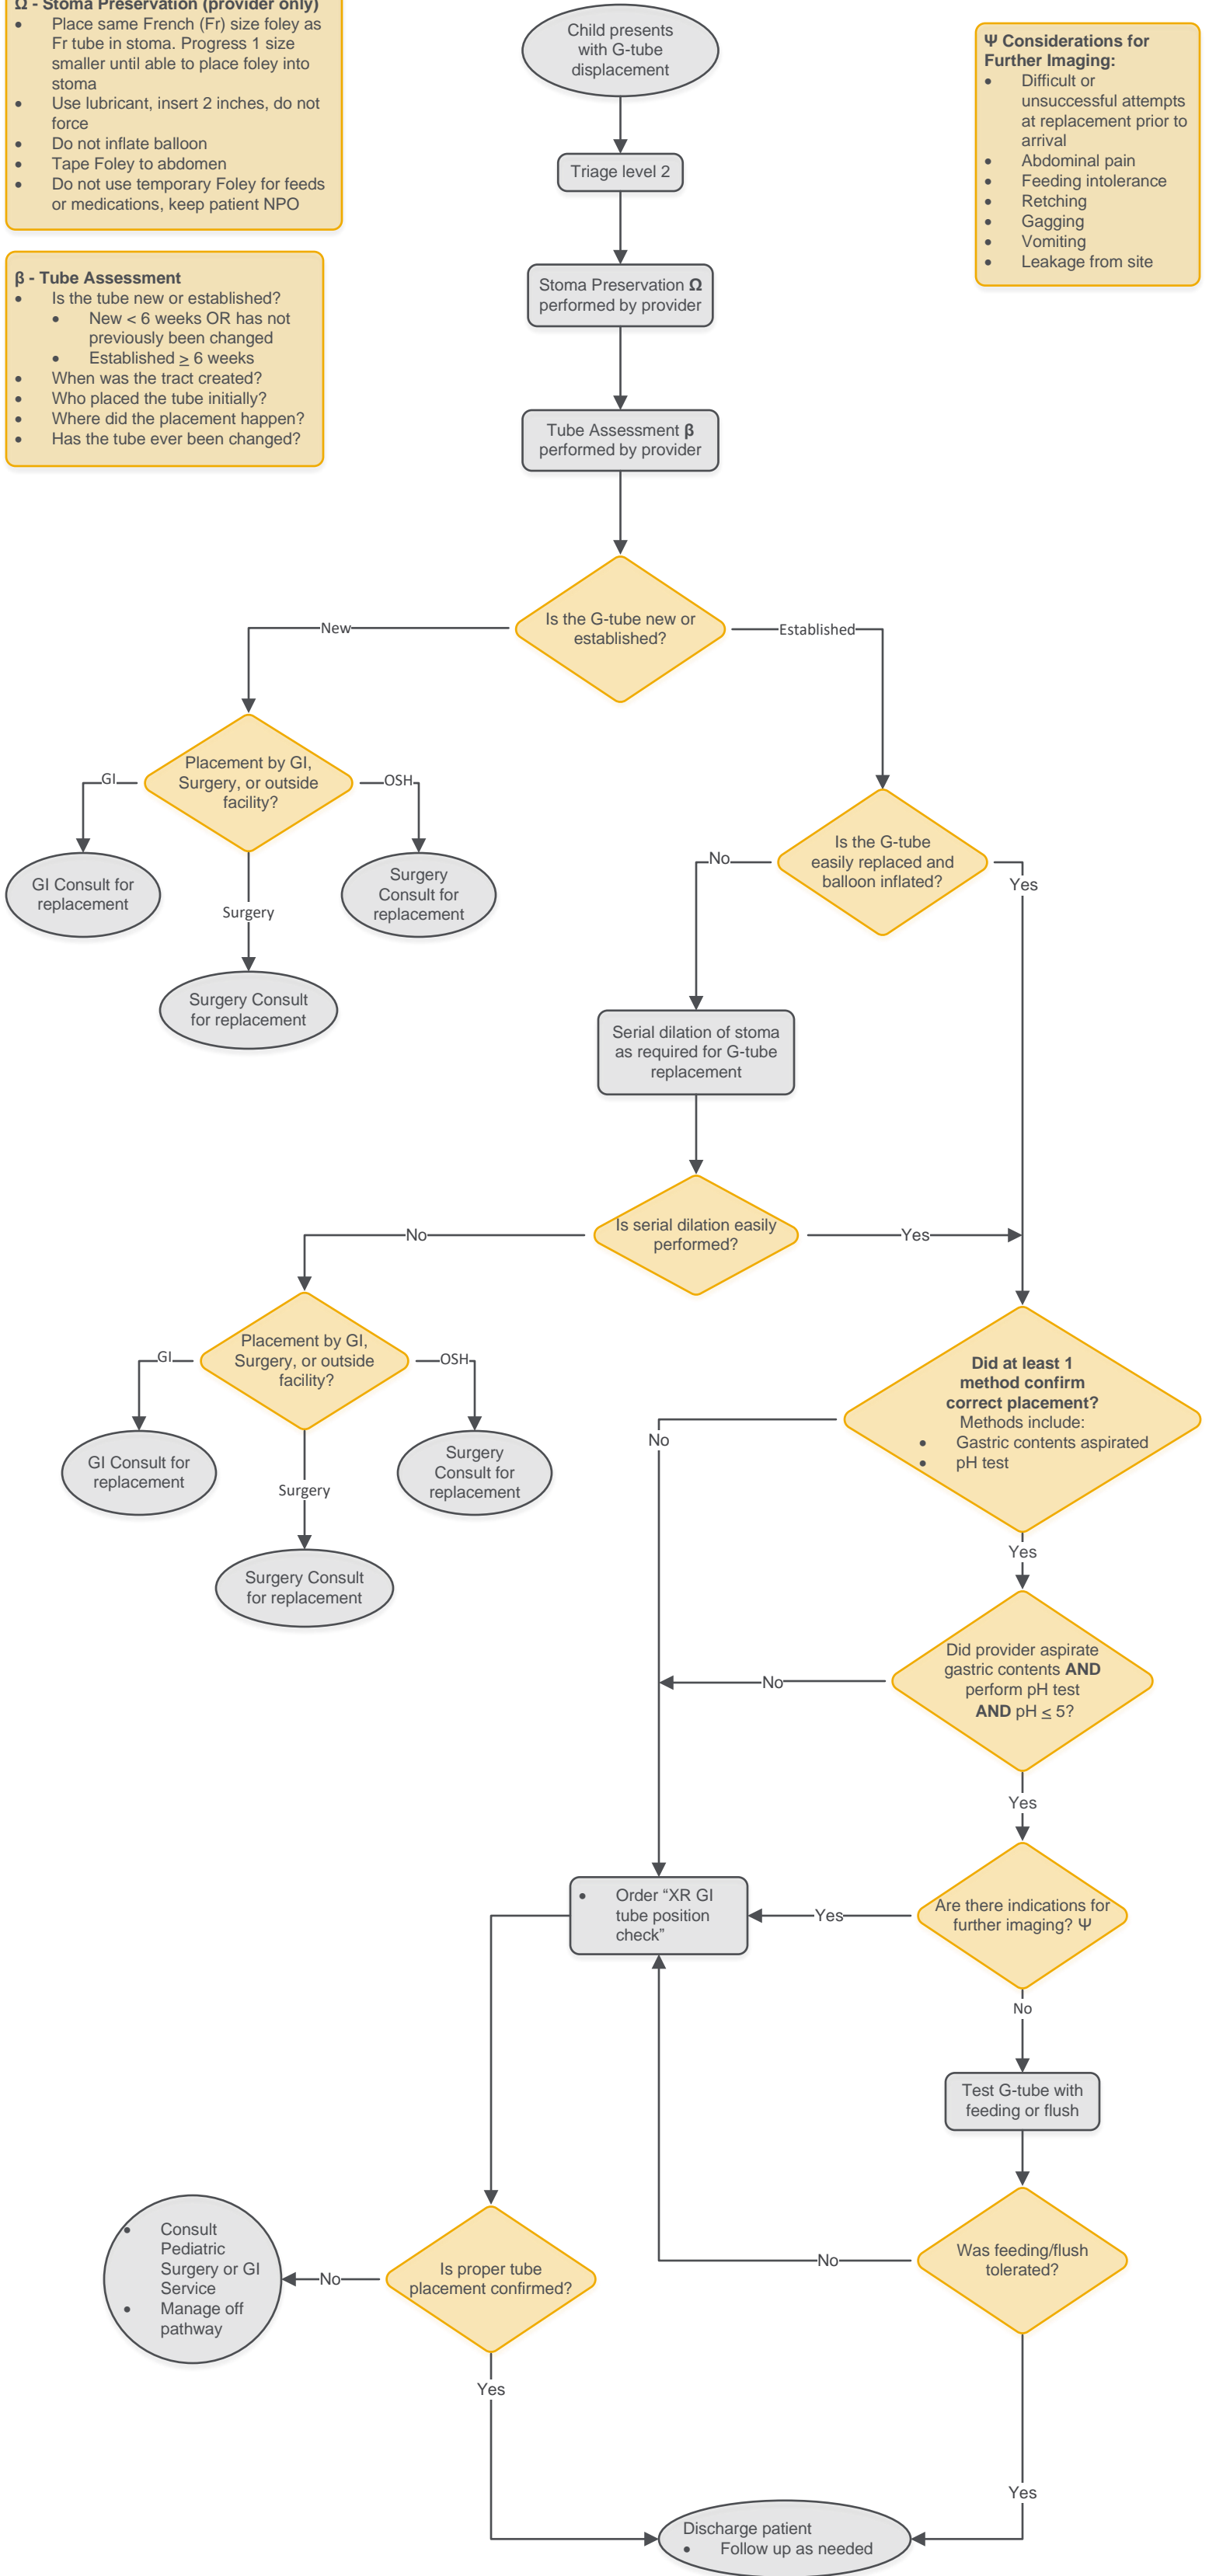 Ω - Stoma Preservation (provider only)
• Place same French (Fr) size foley as
Fr tube in stoma. Progress 1 size
smaller until able to place foley into
stoma
• Use lubricant, insert 2 inches, do not
force
• Do not inflate balloon
• Tape Foley to abdomen
• Do not use temporary Foley for feeds
or medications, keep patient NPO
β - Tube Assessment
• Is the tube new or established?
• New < 6 weeks OR has not
previously been changed
• Established ≥ 6 weeks
• When was the tract created?
• Who placed the tube initially?
• Where did the placement happen?
• Has the tube ever been changed?
Ψ Considerations for
Further Imaging:
• Difficult or
unsuccessful attempts
at replacement prior to
arrival
• Abdominal pain
• Feeding intolerance
• Retching
• Gagging
• Vomiting
• Leakage from site
Child presents
with G-tube
displacement
Triage level 2
Stoma Preservation Ω
performed by provider
Tube Assessment β
performed by provider
Is the G-tube new or
established?
New
Established
Placement by GI,
Surgery, or outside
facility?
GI
OSH
Surgery
GI Consult for
replacement
Surgery
Consult for
replacement
Surgery Consult
for replacement
Is the G-tube
easily replaced and
balloon inflated?
No
Yes
Serial dilation of stoma
as required for G-tube
replacement
Is serial dilation easily
performed?
No
Yes
Placement by GI,
Surgery, or outside
facility?
GI
OSH
Surgery
GI Consult for
replacement
Surgery
Consult for
replacement
Surgery Consult
for replacement
Did at least 1
method confirm
correct placement?
Methods include:
• Gastric contents aspirated
• pH test
No
Yes
Did provider aspirate
gastric contents AND
perform pH test
AND pH ≤ 5?
No
Yes
Are there indications for
further imaging? Ψ
Yes
No
• Order “XR GI
tube position
check”
Test G-tube with
feeding or flush
Was feeding/flush
tolerated?
No
Yes
Is proper tube
placement confirmed?
No
Yes
• Consult
Pediatric
Surgery or GI
Service
• Manage off
pathway
Discharge patient
• Follow up as needed